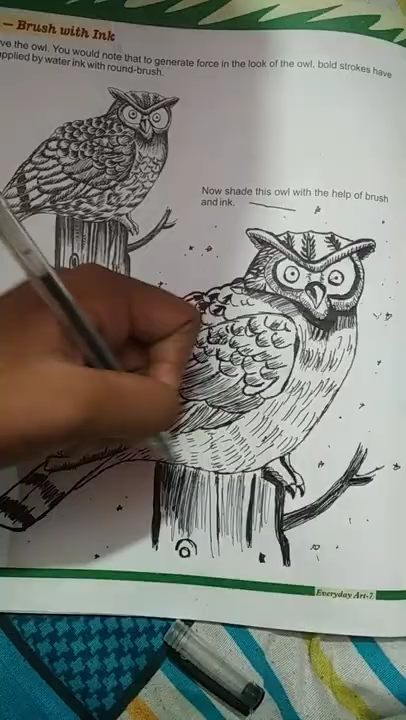 — Brush with Ink
ve the owl. You would note that to generate force in the look of the owl, bold strokes have
applied by water ink with round-brush.
Now shade this owl with the help of brush
and ink.
Everyday Art-7